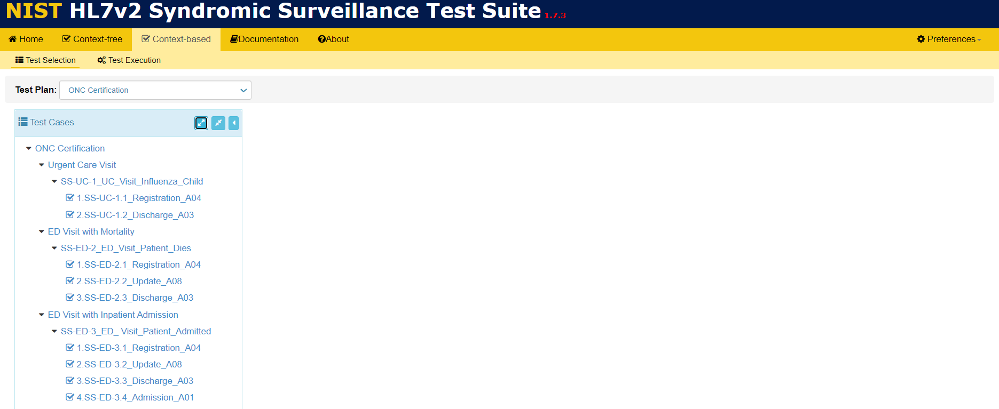 NIST HL7v2 Syndromic Surveillance Test Suite 1.7.3
Home Context-free Context-based Documentation About Preferences
Test Selection Test Execution
Test Plan: ONC Certification
Test Cases
ONC Certification
Urgent Care Visit
SS-UC-1_UC_Visit_Influenza_Child
1.SS-UC-1.1_Registration_A04
2.SS-UC-1.2_Discharge_A03
ED Visit with Mortality
SS-ED-2_ED_Visit_Patient_Dies
1.SS-ED-2.1_Registration_A04
2.SS-ED-2.2_Update_A08
3.SS-ED-2.3_Discharge_A03
ED Visit with Inpatient Admission
SS-ED-3_ED_ Visit_Patient_Admitted
1.SS-ED-3.1_Registration_A04
2.SS-ED-3.2_Update_A08
3.SS-ED-3.3_Discharge_A03
4.SS-ED-3.4_Admission_A01